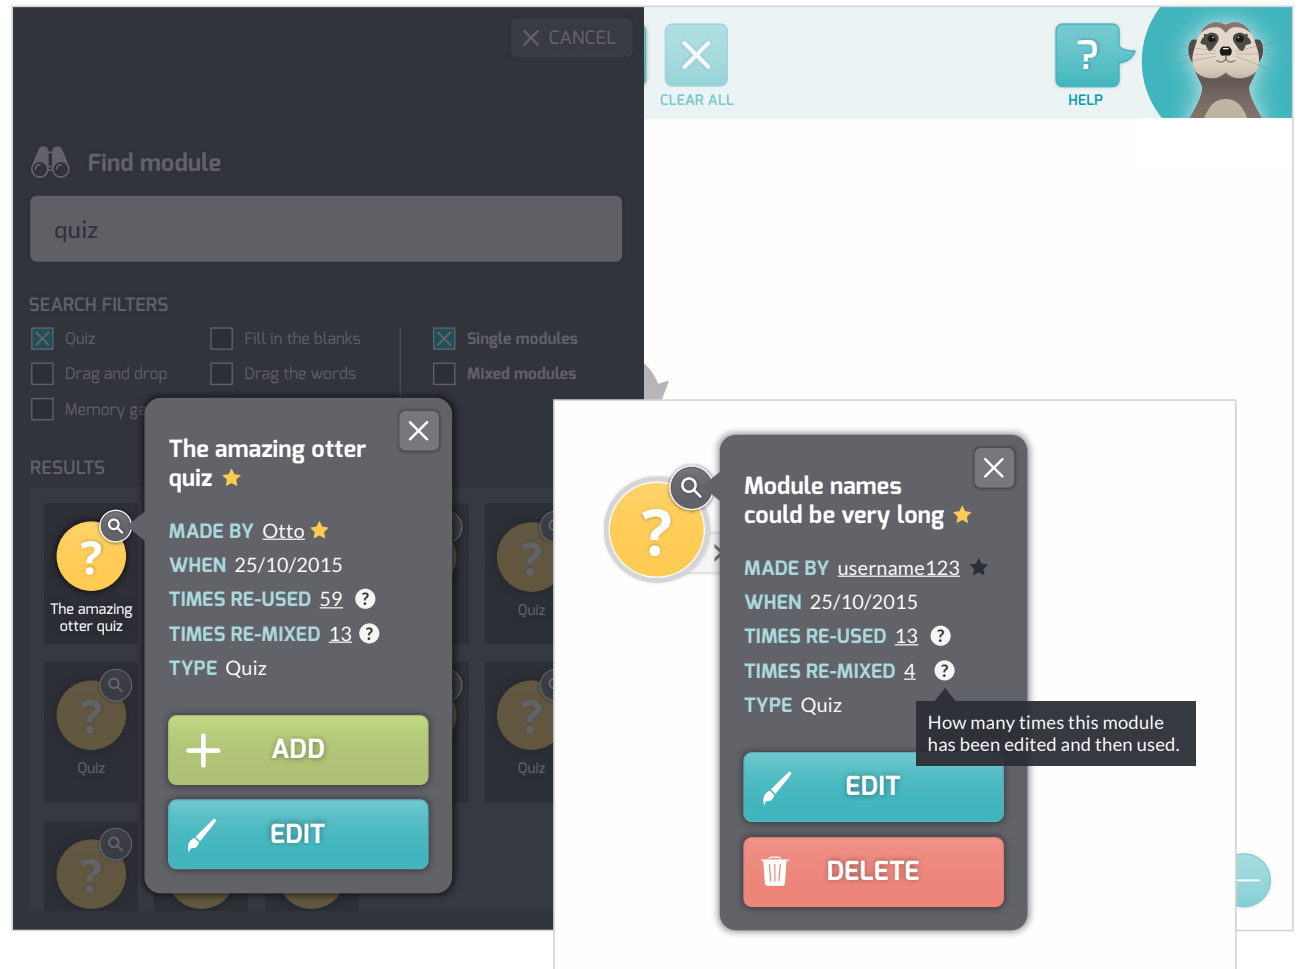 CANCEL
CLEAR ALL
?
HELP
Find module
quiz
SEARCH FILTERS
Quiz
Fill in the blanks
Single modules
Drag and drop
Drag the words
Mixed modules
Memory ga
RESULTS
?
The amazing
otter quiz
Quiz
?
Quiz
Quiz
?
The amazing otter
quiz
MADE BY Otto
WHEN 25/10/2015
TIMES RE-USED 59 ?
TIMES RE-MIXED 13 ?
TYPE Quiz
ADD
EDIT
?
Module names
could be very long
MADE BY username123
WHEN 25/10/2015
TIMES RE-USED 13 ?
TIMES RE-MIXED 4 ?
TYPE Quiz
How many times this module
has been edited and then used.
EDIT
DELETE